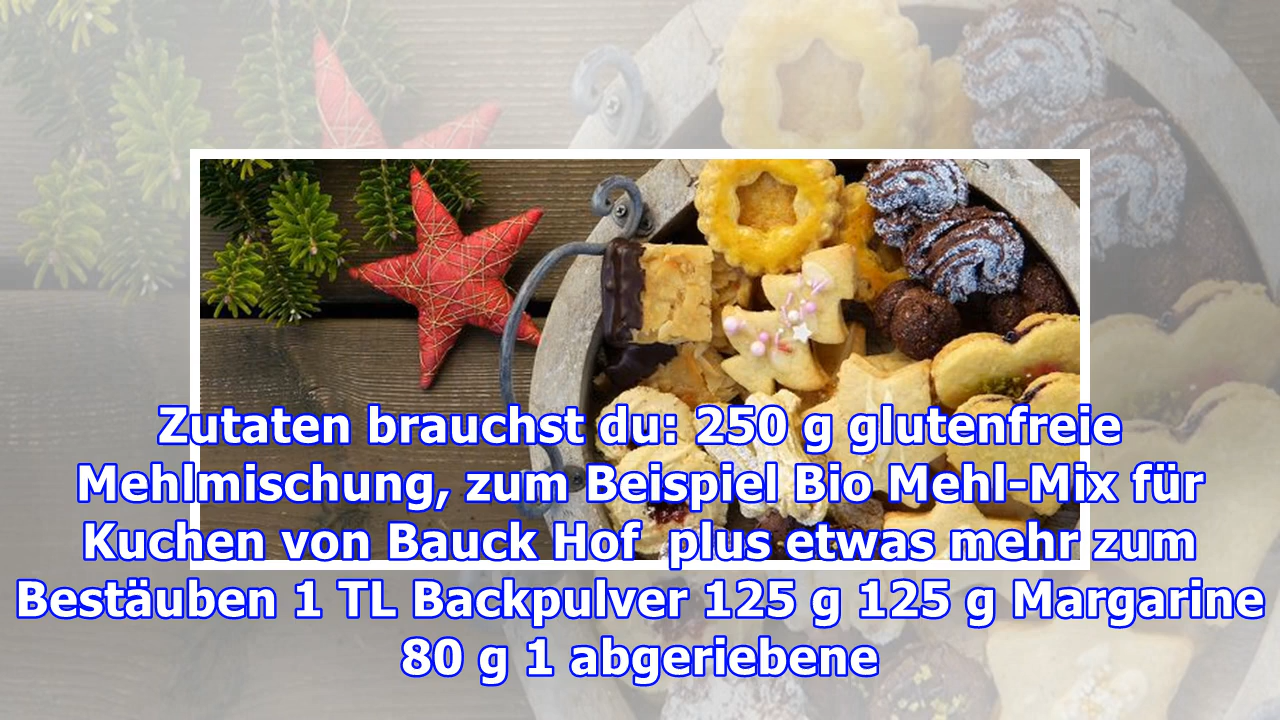 Zutaten brauchst du: 250 g glutenfreie
Mehlmischung, zum Beispiel Bio Mehl-Mix für
Kuchen von Bauck Hof  plus etwas mehr zum
Bestäuben 1 TL Backpulver 125 g 125 g Margarine
80 g 1 abgeriebene